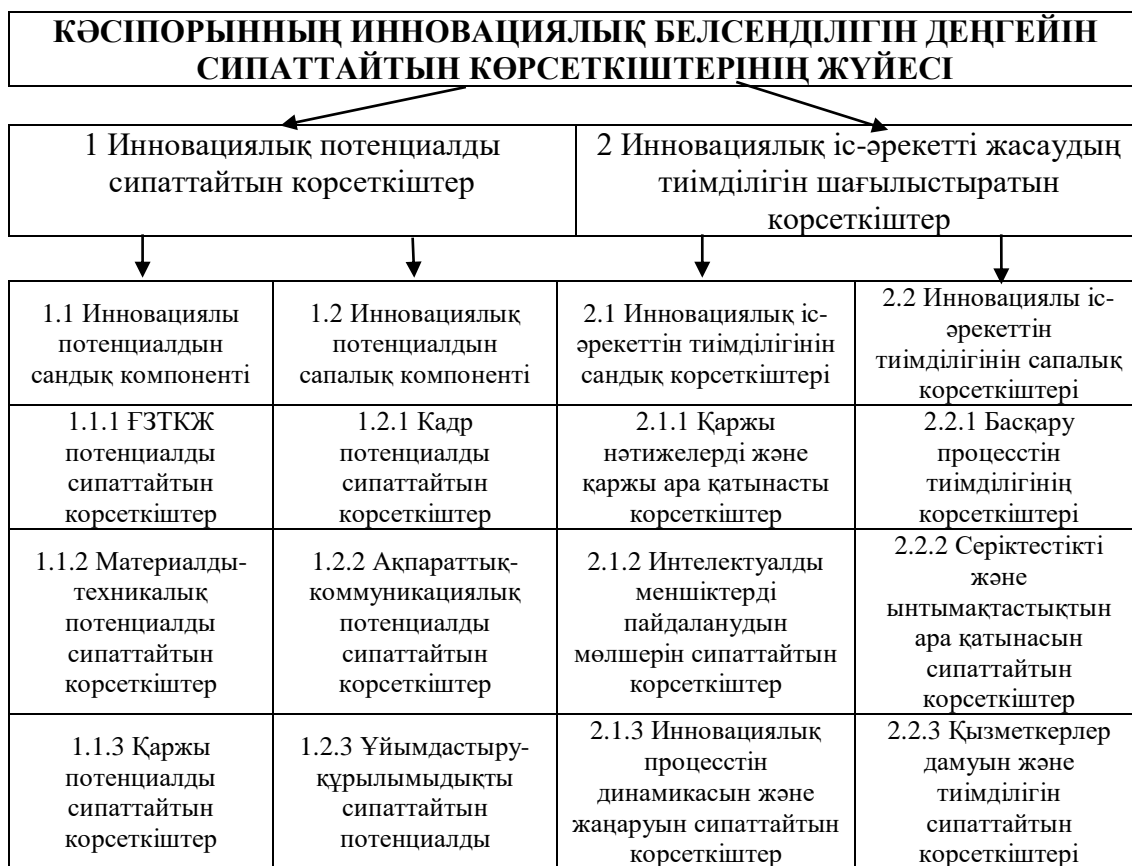 КӘСІПОРЫННЫҢ ИННОВАЦИЯЛЫҚ БЕЛСЕНДІЛІГІН ДЕҢГЕЙІН
СИПАТТАЙТЫН КӨРСЕТКІШТЕРІНІҢ ЖҮЙЕСІ
1 Инновациялық потенциалды
сипаттайтын корсеткіштер
2 Инновациялық іс-әрекетті жасаудың
тиімділігін шағылыстыратын
корсеткіштер
1.1 Инновациялы
потенциалдын
сандық компоненті
1.2 Инновациялық
потенциалдын
сапалық компоненті
2.1 Инновациялық іс-
әрекеттін тиімділігінін
сандық корсеткіштері
2.2 Инновациялы іс-
әрекеттін
тиімділігінін сапалық
корсеткіштері
1.1.1 ҒЗТКЖ
потенциалды
сипаттайтын
корсеткіштер
1.2.1 Кадр
потенциалды
сипаттайтын
корсеткіштер
2.1.1 Қаржы
нәтижелерді және
қаржы ара қатынасты
корсеткіштер
2.2.1 Басқару
процесстін
тиімділігінің
корсеткіштері
1.1.2 Материалды-
техникалық
потенциалды
сипаттайтын
корсеткіштер
1.2.2 Ақпараттық-
коммуникациялық
потенциалды
сипаттайтын
корсеткіштер
2.1.2 Интелектуалды
меншіктерді
пайдаланудын
мөлшерін сипаттайтын
корсеткіштер
2.2.2 Серіктестікті
және
ынтымақтастықтын
ара қатынасын
сипаттайтын
корсеткіштер
1.1.3 Қаржы
потенциалды
сипаттайтын
корсеткіштер
1.2.3 Ұйымдастыру-
құрылымыдықты
сипаттайтын
потенциалды
2.1.3 Инновациялық
процесстін
динамикасын және
жаңаруын сипаттайтын
корсеткіштер
2.2.3 Қызметкерлер
дамуын және
тиімділігін
сипаттайтын
корсеткіштері